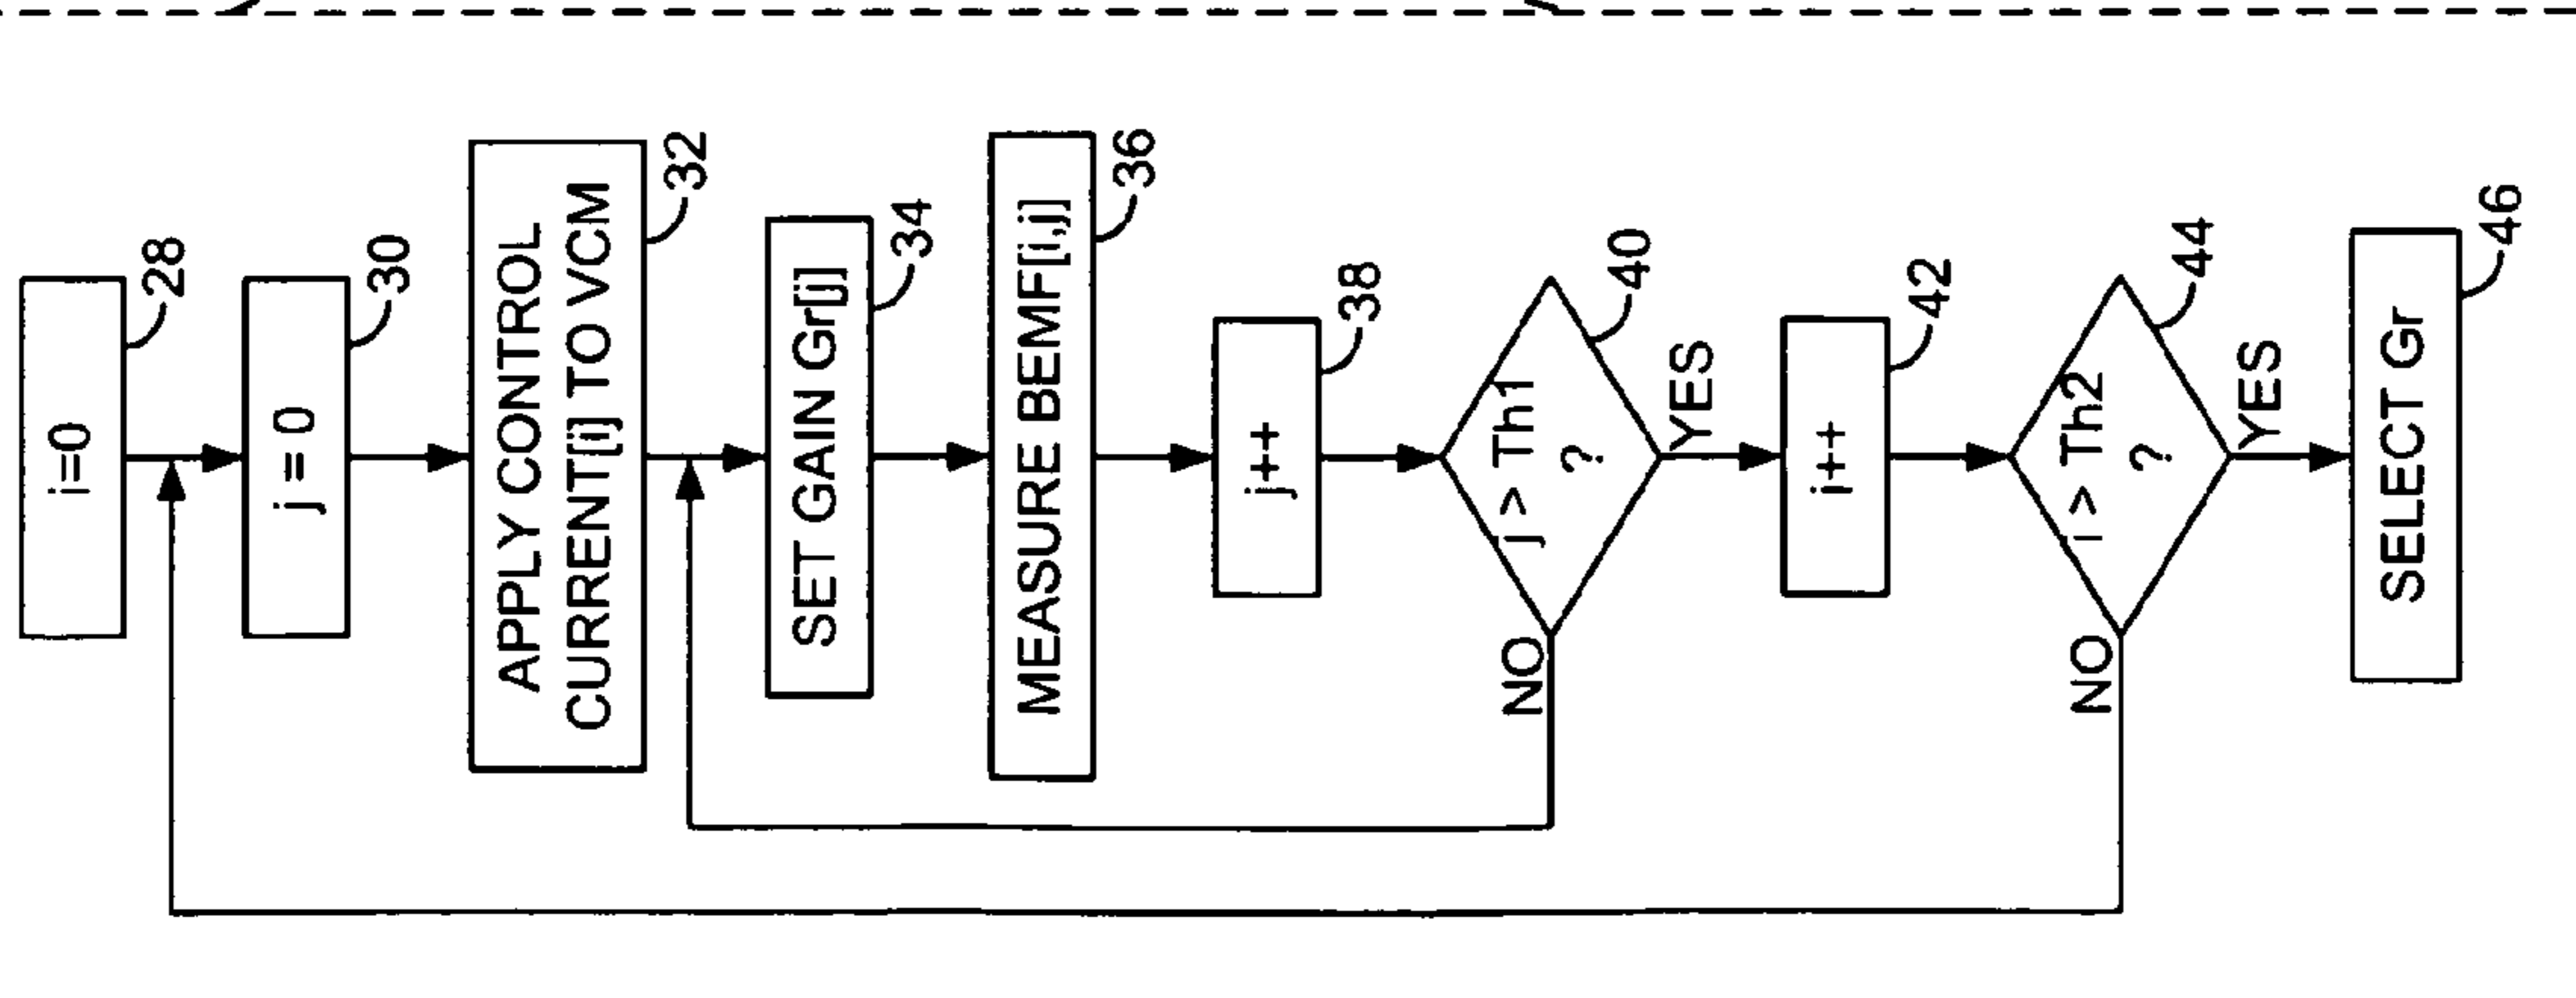 i=0
28
j = 0
30
APPLY CONTROL
CURRENT[i] TO VCM
32
SET GAIN Gr[j]
34
MEASURE BEMF[i,j]
36
j++
38
j > Th1
?
40
NO
YES
i++
42
i > Th2
?
44
NO
YES
SELECT Gr
46